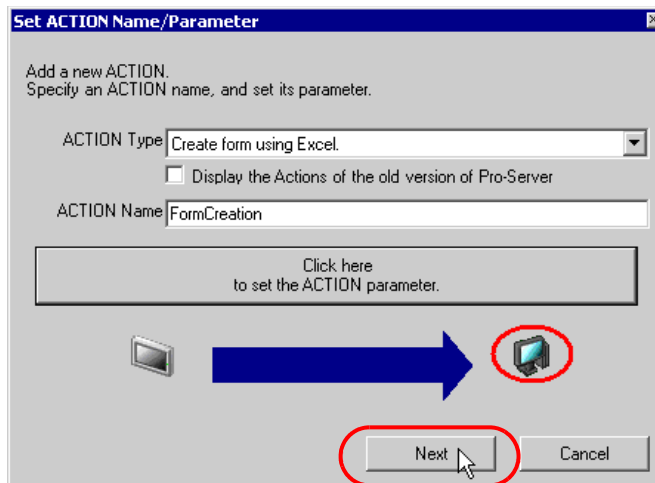 Set ACTION Name/Parameter
Add a new ACTION.
Specify an ACTION name, and set its parameter.
ACTION Type Create form using Excel.
Display the Actions of the old version of Pro-Server
ACTION Name FormCreation
Click here
to set the ACTION parameter.
Next Cancel